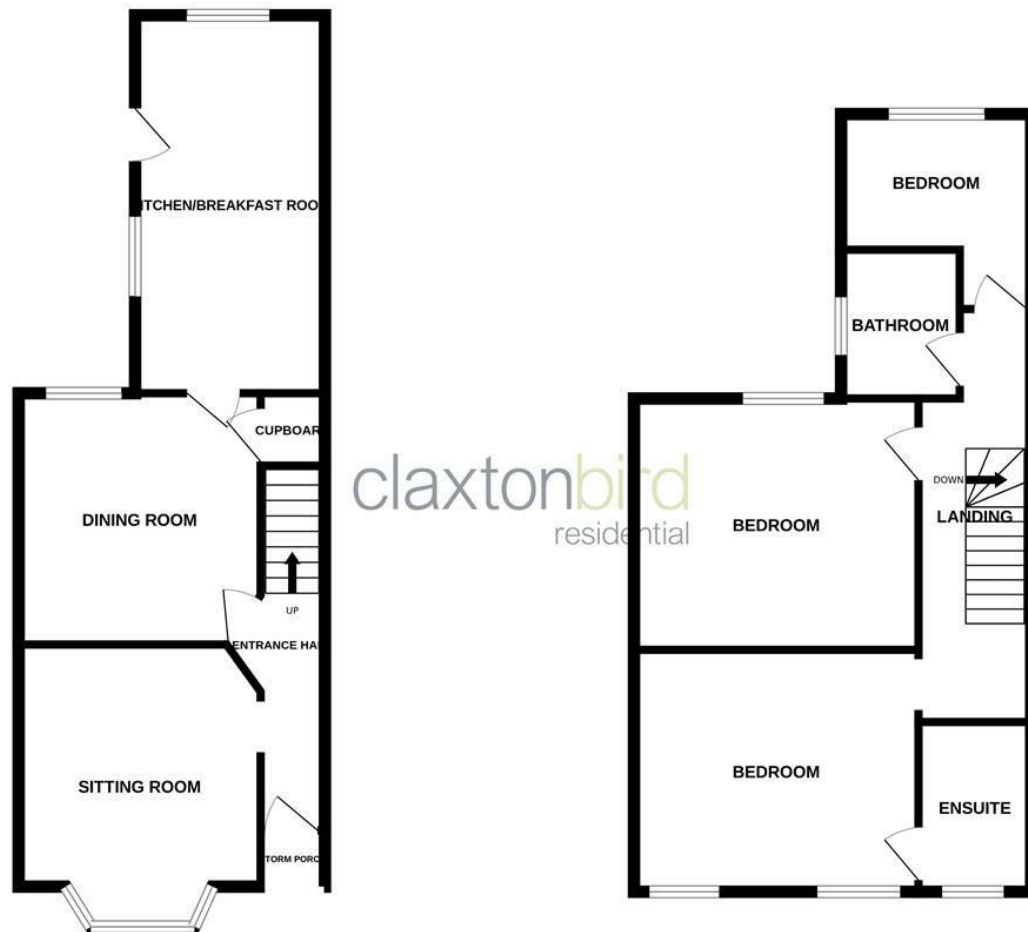 ITCHEN/BREAKFAST ROO
CUPBOAR
DINING ROOM
UP
ENTRANCE HA
SITTING ROOM
TORM PORC
claxtonbird
residential
BEDROOM
BATHROOM
DOWN
LANDING
BEDROOM
BEDROOM
ENSUITE